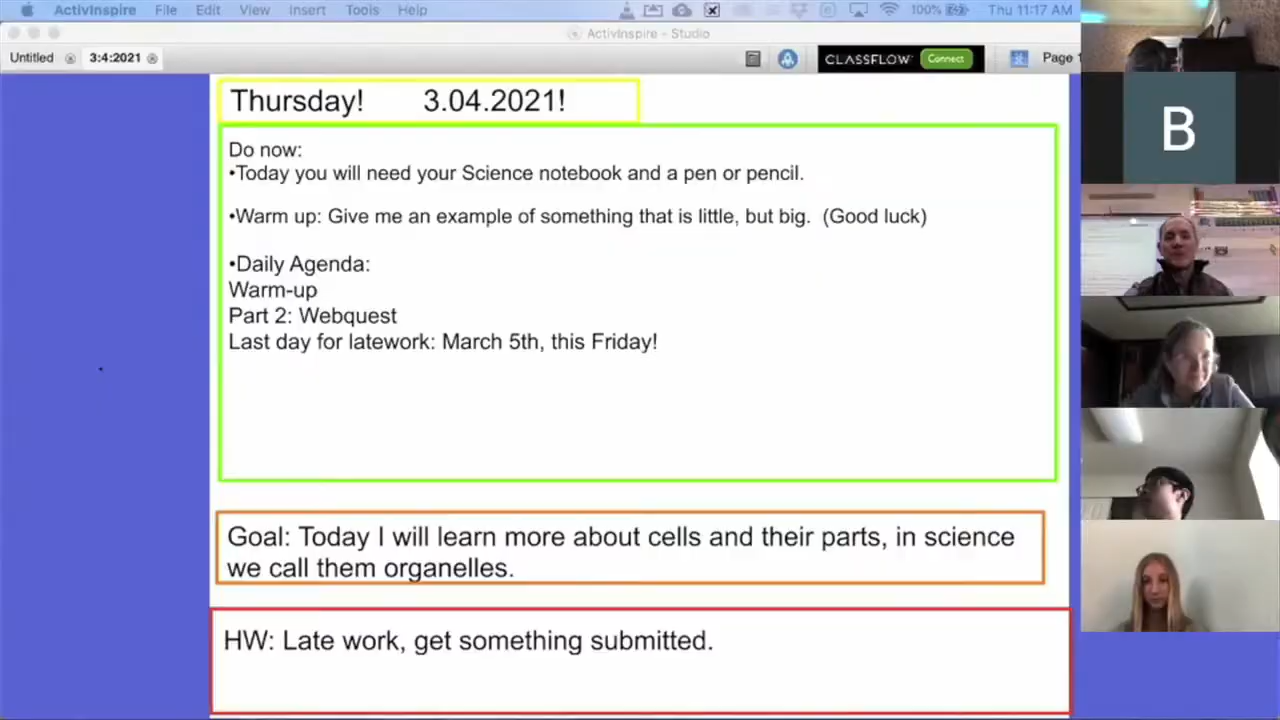 ActivInspire File Edit View Insert Tools Help 100% Thu 11:17 AM
ActivInspire - Studio
Untitled 3:4:2021 CLASSFLOW Connect Page 1
Thursday! 3.04.2021!
Do now:
•Today you will need your Science notebook and a pen or pencil.
•Warm up: Give me an example of something that is little, but big. (Good luck)
•Daily Agenda:
Warm-up
Part 2: Webquest
Last day for latework: March 5th, this Friday!
Goal: Today I will learn more about cells and their parts, in science
we call them organelles.
HW: Late work, get something submitted.
B